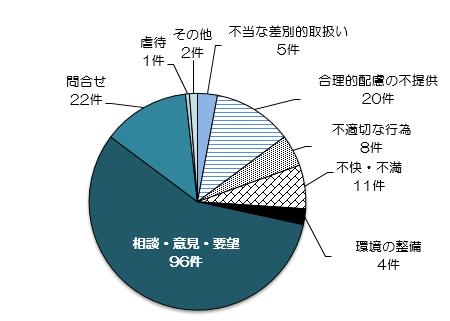 その他
2件
不当な差別的取扱い
5件
虐待
1件
問合せ
22件
合理的配慮の不提供
20件
不適切な行為
8件
不快・不満
11件
相談・意見・要望
96件
環境の整備
4件